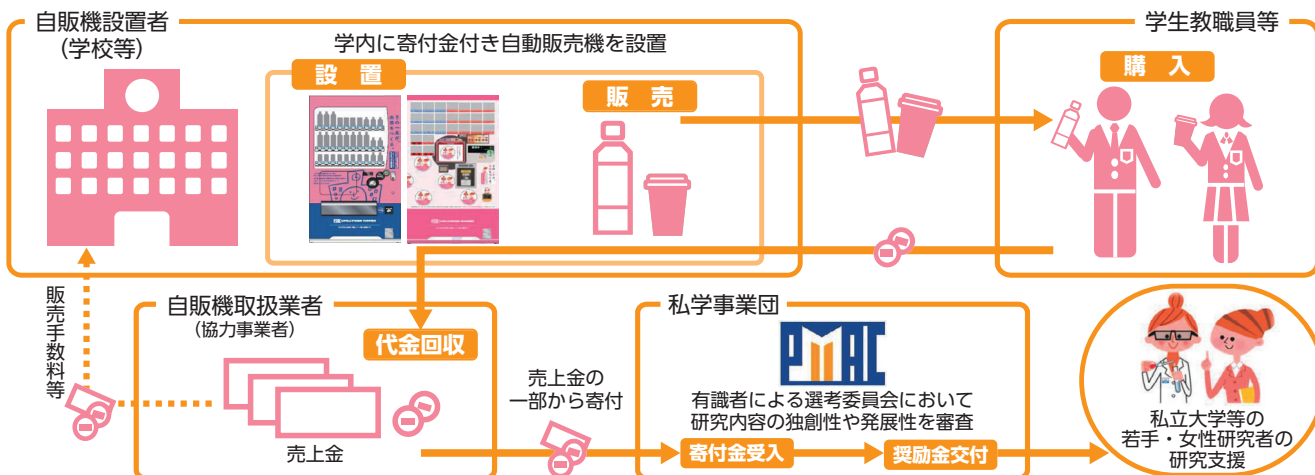 自販機設置者
(学校等)
学内に寄付金付き自動販売機を設置
設 置
販 売
学生教職員等
購 入
販売手数料等
自販機取扱業者
(協力事業者)
代金回収
売上金
売上金の
一部から寄付
私学事業団
PMAC
有識者による選考委員会において
研究内容の独創性や発展性を審査
寄付金受入
奨励金交付
私立大学等の
若手・女性研究者の
研究支援